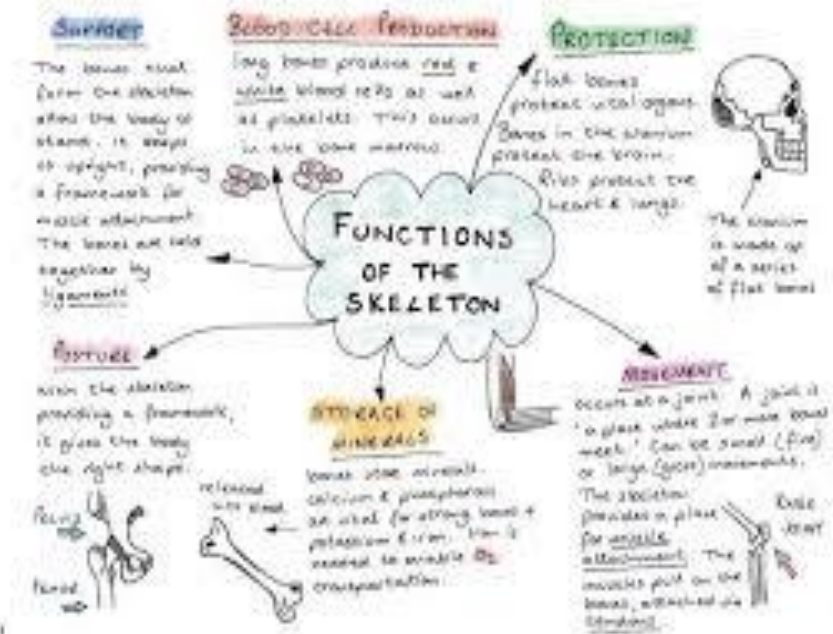 SUPPORT
The bones that
form the skeleton
allow the body to
stand. It keeps
us upright, providing
a framework for
muscle attachment.
The bones are held
together by
ligaments
BLOOD CELL PRODUCTION
long bones produce red &
white blood cells as well
as platelets. This occurs
in the bone marrow.
PROTECTION
flat bones
protect vital organs.
Bones in the cranium
protect the brain.
Ribs protect the
heart & lungs.
The cranium
is made up
of a series
of flat bones
FUNCTIONS
OF THE
SKELETON
POSTURE
With the skeleton
providing a framework,
it gives the body
the right shape.
Pelvis
Femur
STORAGE OF
MINERALS
bones store minerals.
calcium & phosphorus
are vital for strong bones +
potassium & iron. Iron is
needed to enable O2
transportation.
released
into blood
MOVEMENT
occurs at a joint. A joint is
'a place where 2 or more bones
meet.' Can be small (fine)
or large (gross) movements.
The skeleton
provides a place
for muscle
attachment. The
muscles pull on the
bones, attached via
tendons.
KNEE
JOINT